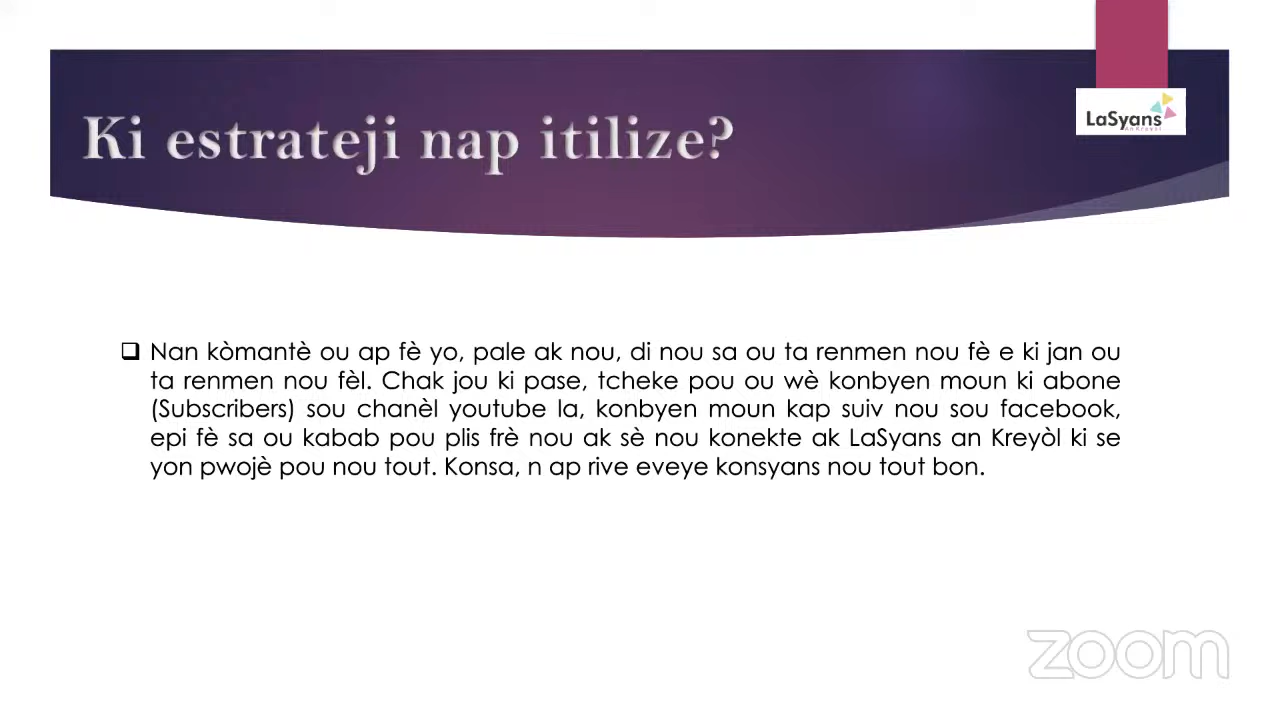 Ki estrateji nap itilize?
LaSyans
An Kreyòl
❑ Nan kòmantè ou ap fè yo, pale ak nou, di nou sa ou ta renmen nou fè e ki jan ou
ta renmen nou fèl. Chak jou ki pase, tcheke pou ou wè konbyen moun ki abone
(Subscribers) sou chanèl youtube la, konbyen moun kap suiv nou sou facebook,
epi fè sa ou kabab pou plis frè nou ak sè nou konekte ak LaSyans an Kreyòl ki se
yon pwojè pou nou tout. Konsa, n ap rive eveye konsyans nou tout bon.
zoom